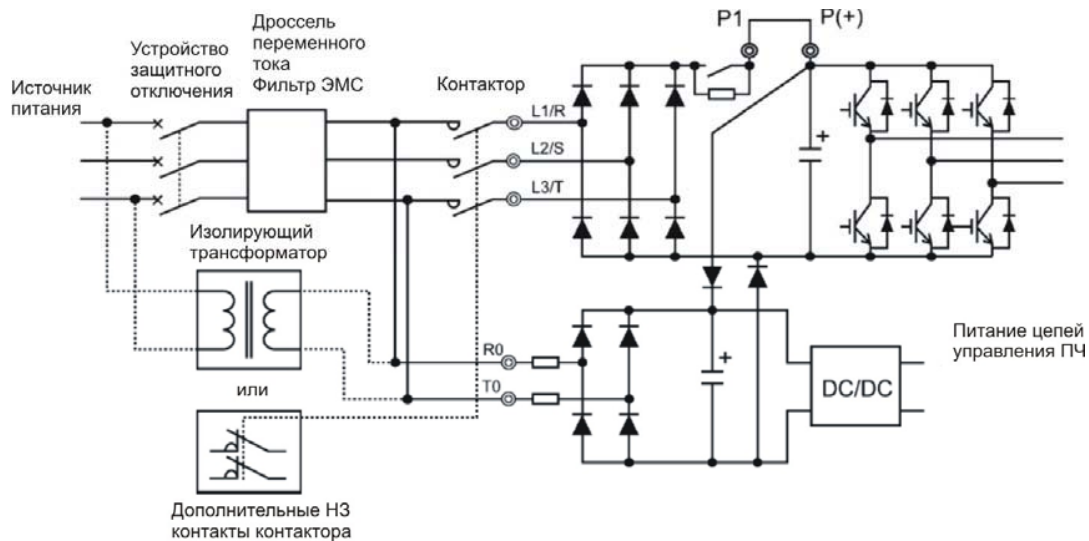 Источник
питания
Устройство
защитного
отключения
Дроссель
переменного
тока
Фильтр ЭМС
Контактор
P1
P(+)
L1/R
L2/S
L3/T
+
Изолирующий
трансформатор
или
Дополнительные НЗ
контакты контактора
R0
T0
+
DC/DC
Питание цепей
управления ПЧ